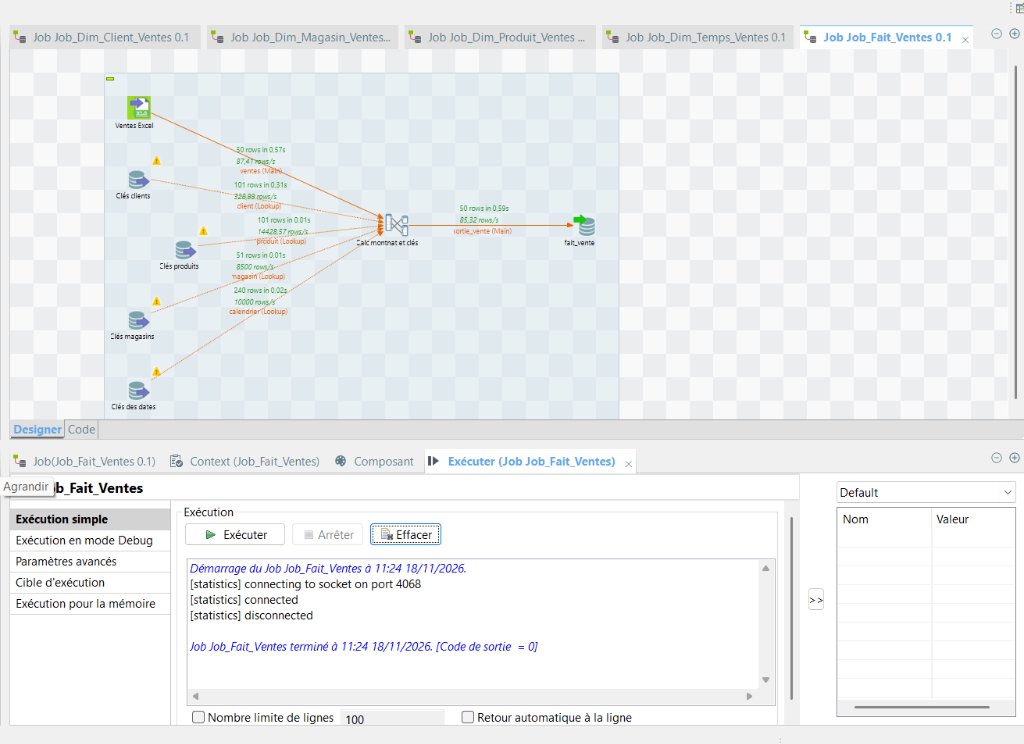 Job Job_Dim_Client_Ventes 0.1
Job Job_Dim_Magasin_Ventes...
Job Job_Dim_Produit_Ventes ...
Job Job_Dim_Temps_Ventes 0.1
Job Job_Fait_Ventes 0.1
Ventes Excel
50 rows in 0.57s
87,41 rows/s
ventes (Main)
Clés clients
101 rows in 0.31s
328,99 rows/s
client (Lookup)
101 rows in 0.01s
14428,57 rows/s
produit (Lookup)
Clés produits
51 rows in 0.01s
8500 rows/s
magasin (Lookup)
240 rows in 0.02s
10000 rows/s
calendrier (Lookup)
Clés magasins
Clés des dates
Calc montnat et clés
50 rows in 0.59s
85,32 rows/s
sortie_vente (Main)
fait_vente
Designer
Code
Job(Job_Fait_Ventes 0.1)
Context (Job_Fait_Ventes)
Composant
Exécuter (Job Job_Fait_Ventes)
Agrandir
b_Fait_Ventes
Exécution simple
Exécution en mode Debug
Paramètres avancés
Cible d'exécution
Exécution pour la mémoire
Exécution
Exécuter
Arrêter
Effacer
Démarrage du Job Job_Fait_Ventes à 11:24 18/11/2026.
[statistics] connecting to socket on port 4068
[statistics] connected
[statistics] disconnected
Job Job_Fait_Ventes terminé à 11:24 18/11/2026. [Code de sortie = 0]
Nombre limite de lignes
100
Retour automatique à la ligne
>>
Default
Nom
Valeur